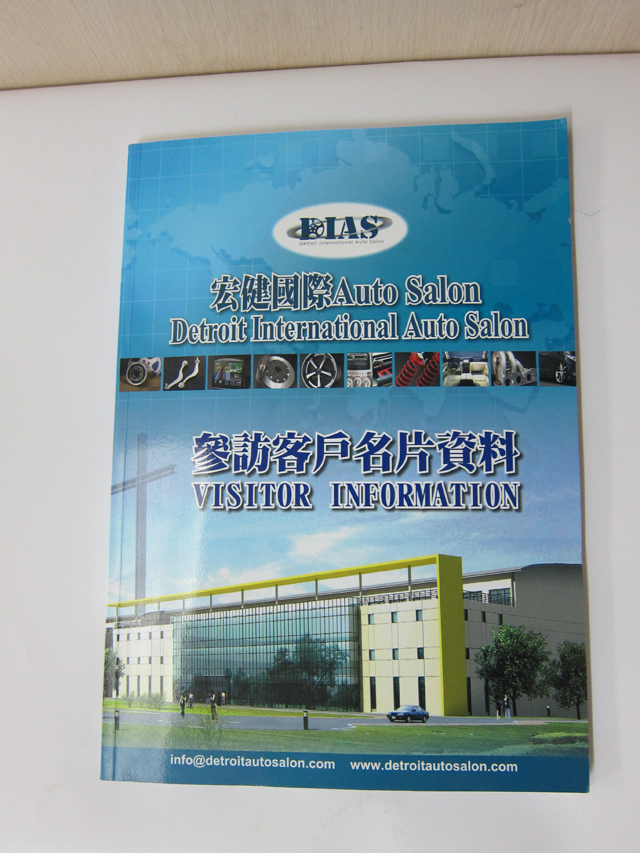 DIAS
Detroit International Auto Salon
宏健國際Auto Salon
Detroit International Auto Salon
參訪客戶名片資料
VISITOR INFORMATION
info@detroitautosalon.com www.detroitautosalon.com